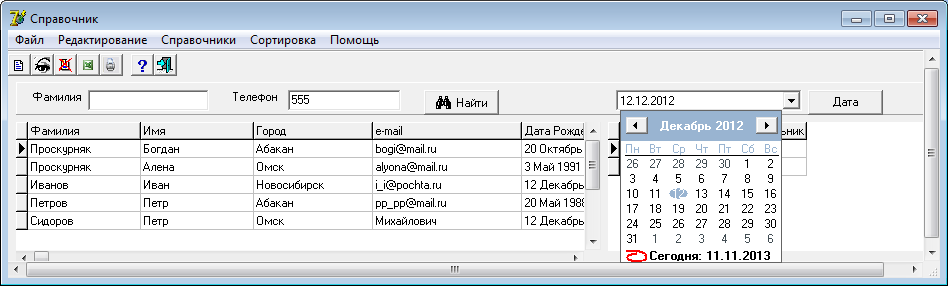 Справочник
Файл Редактирование Справочники Сортировка Помощь
Фамилия Телефон 555 Найти 12.12.2012 Дата
Фамилия Имя Город e-mail Дата Рожде
Проскурняк Богдан Абакан bogi@mail.ru 20 Октябрь
Проскурняк Алена Омск alyona@mail.ru 3 Май 1991
Иванов Иван Новосибирск i_i@pochta.ru 12 Декабрь
Петров Петр Абакан pp_pp@mail.ru 20 Май 1988
Сидоров Петр Омск Михайлович 12 Декабрь
Декабрь 2012
Пн Вт Ср Чт Пт Сб Вс
26 27 28 29 30 1 2
3 4 5 6 7 8 9
10 11 12 13 14 15 16
17 18 19 20 21 22 23
24 25 26 27 28 29 30
31 1 2 3 4 5 6
Сегодня: 11.11.2013